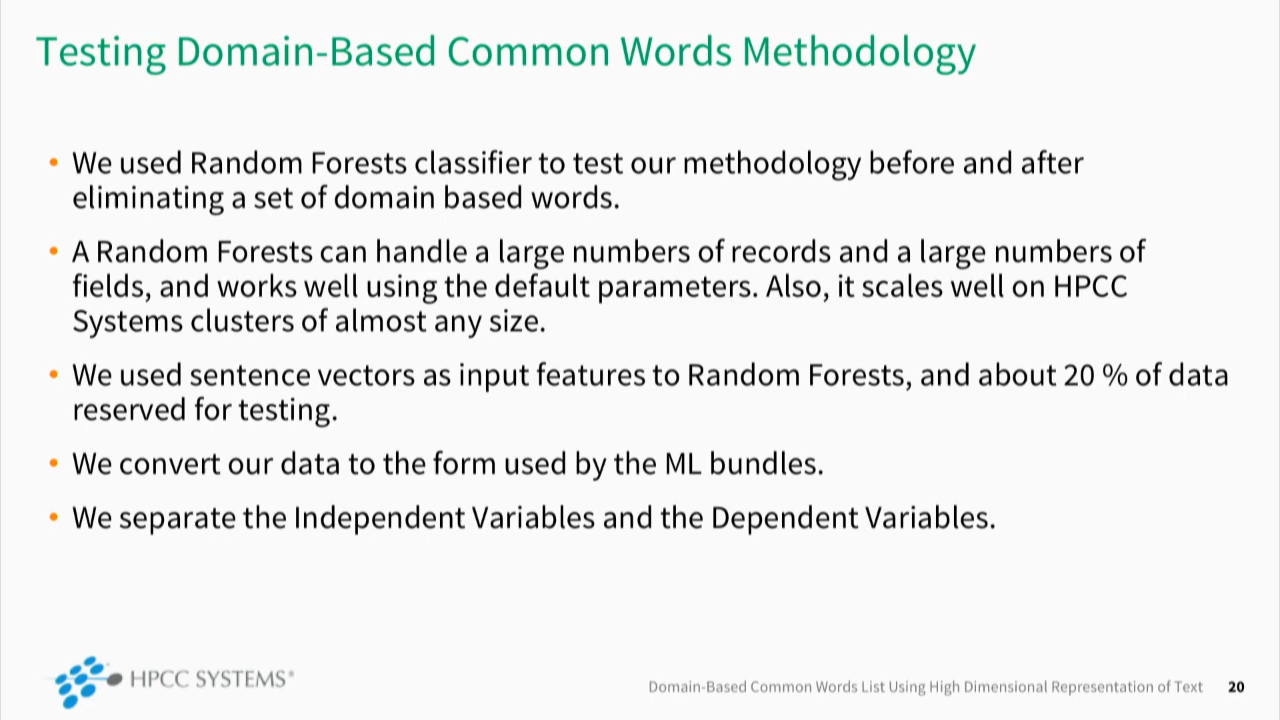 Testing Domain-Based Common Words Methodology
• We used Random Forests classifier to test our methodology before and after
eliminating a set of domain based words.
• A Random Forests can handle a large numbers of records and a large numbers of
fields, and works well using the default parameters. Also, it scales well on HPCC
Systems clusters of almost any size.
• We used sentence vectors as input features to Random Forests, and about 20 % of data
reserved for testing.
• We convert our data to the form used by the ML bundles.
• We separate the Independent Variables and the Dependent Variables.
HPCC SYSTEMS®
Domain-Based Common Words List Using High Dimensional Representation of Text 20